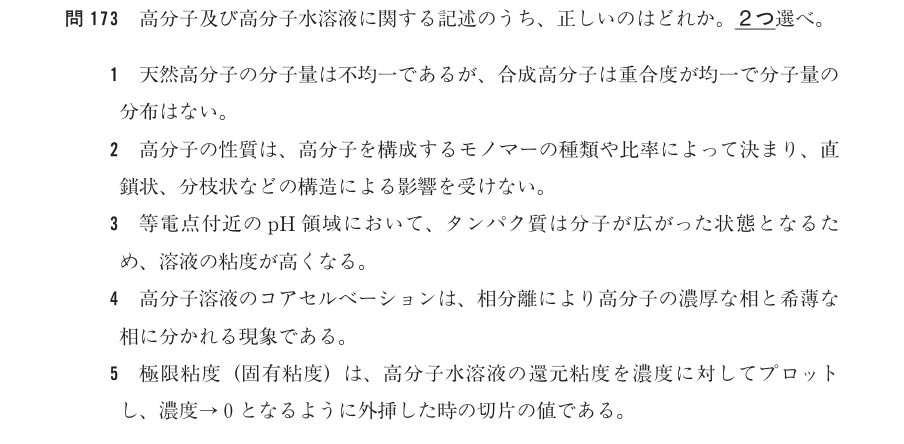 問 173　高分子及び高分子水溶液に関する記述のうち、正しいのはどれか。２つ選べ。
1　天然高分子の分子量は不均一であるが、合成高分子は重合度が均一で分子量の
分布はない。
2　高分子の性質は、高分子を構成するモノマーの種類や比率によって決まり、直
鎖状、分枝状などの構造による影響を受けない。
3　等電点付近の pH 領域において、タンパク質は分子が広がった状態となるた
め、溶液の粘度が高くなる。
4　高分子溶液のコアセルベーションは、相分離により高分子の濃厚な相と希薄な
相に分かれる現象である。
5　極限粘度（固有粘度）は、高分子水溶液の還元粘度を濃度に対してプロット
し、濃度→ 0 となるように外挿した時の切片の値である。